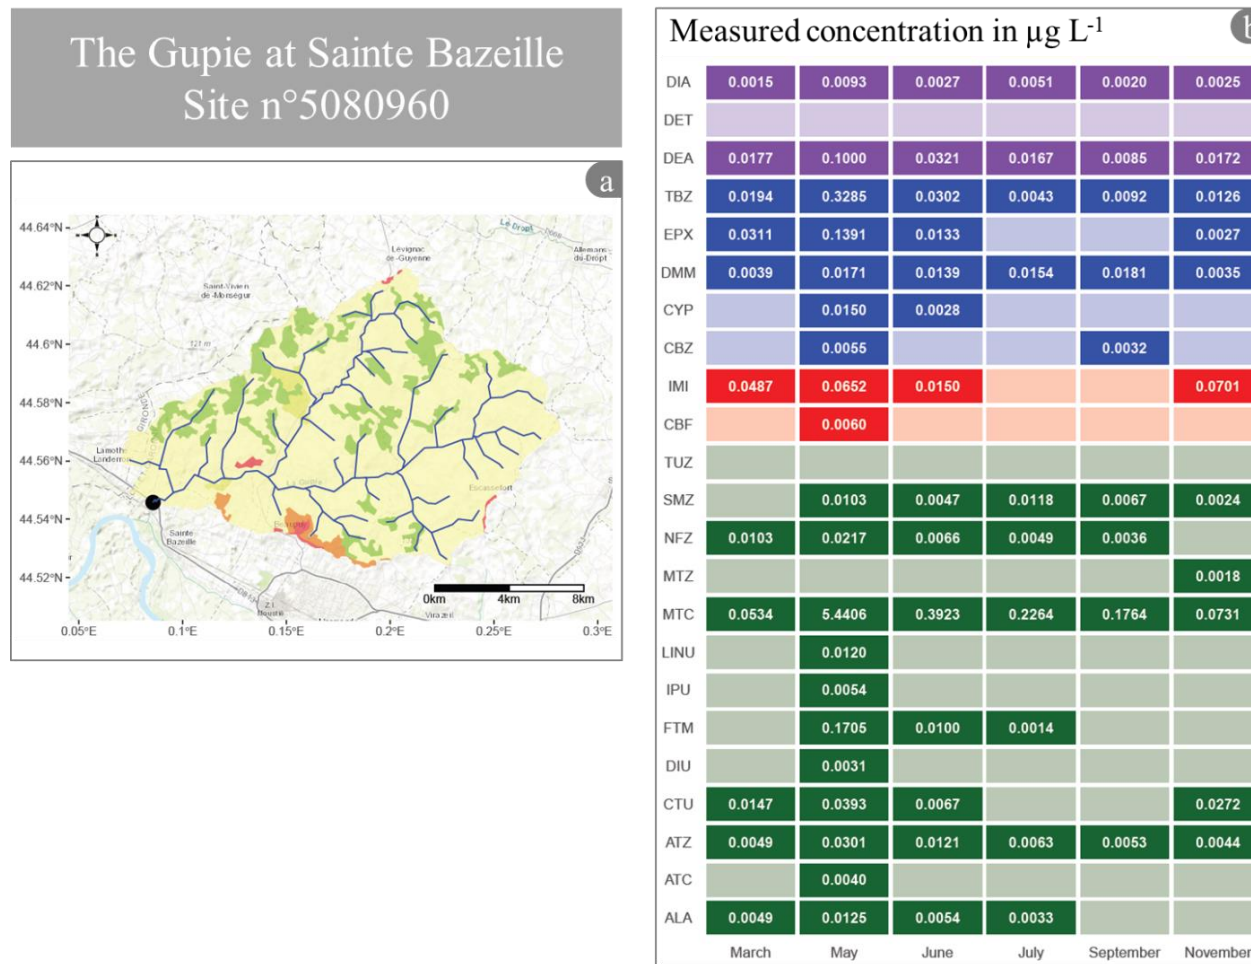 The Gupie at Sainte Bazeille
Site n°5080960
a
44.64°N
44.62°N
44.6°N
44.58°N
44.56°N
44.54°N
44.52°N
Le Dropt
Lévignac
de-Guyenne
Allemans
du-Dropt
Saint-Vivien
de-Monségur
121 m
GIRONDE
Lamothe
Landerron
La Gupie
Escassefort
Beaupuy
Sainte
Bazeille
Z.I.
Virazeil
0km 4km 8km
0.05°E 0.1°E 0.15°E 0.2°E 0.25°E 0.3°E
Measured concentration in µg L-1
b
DIA 0.0015 0.0093 0.0027 0.0051 0.0020 0.0025
DET
DEA 0.0177 0.1000 0.0321 0.0167 0.0085 0.0172
TBZ 0.0194 0.3285 0.0302 0.0043 0.0092 0.0126
EPX 0.0311 0.1391 0.0133 0.0027
DMM 0.0039 0.0171 0.0139 0.0154 0.0181 0.0035
CYP 0.0150 0.0028
CBZ 0.0055 0.0032
IMI 0.0487 0.0652 0.0150 0.0701
CBF 0.0060
TUZ
SMZ 0.0103 0.0047 0.0118 0.0067 0.0024
NFZ 0.0103 0.0217 0.0066 0.0049 0.0036
MTZ 0.0018
MTC 0.0534 5.4406 0.3923 0.2264 0.1764 0.0731
LINU 0.0120
IPU 0.0054
FTM 0.1705 0.0100 0.0014
DIU 0.0031
CTU 0.0147 0.0393 0.0067 0.0272
ATZ 0.0049 0.0301 0.0121 0.0063 0.0053 0.0044
ATC 0.0040
ALA 0.0049 0.0125 0.0054 0.0033
March May June July September November